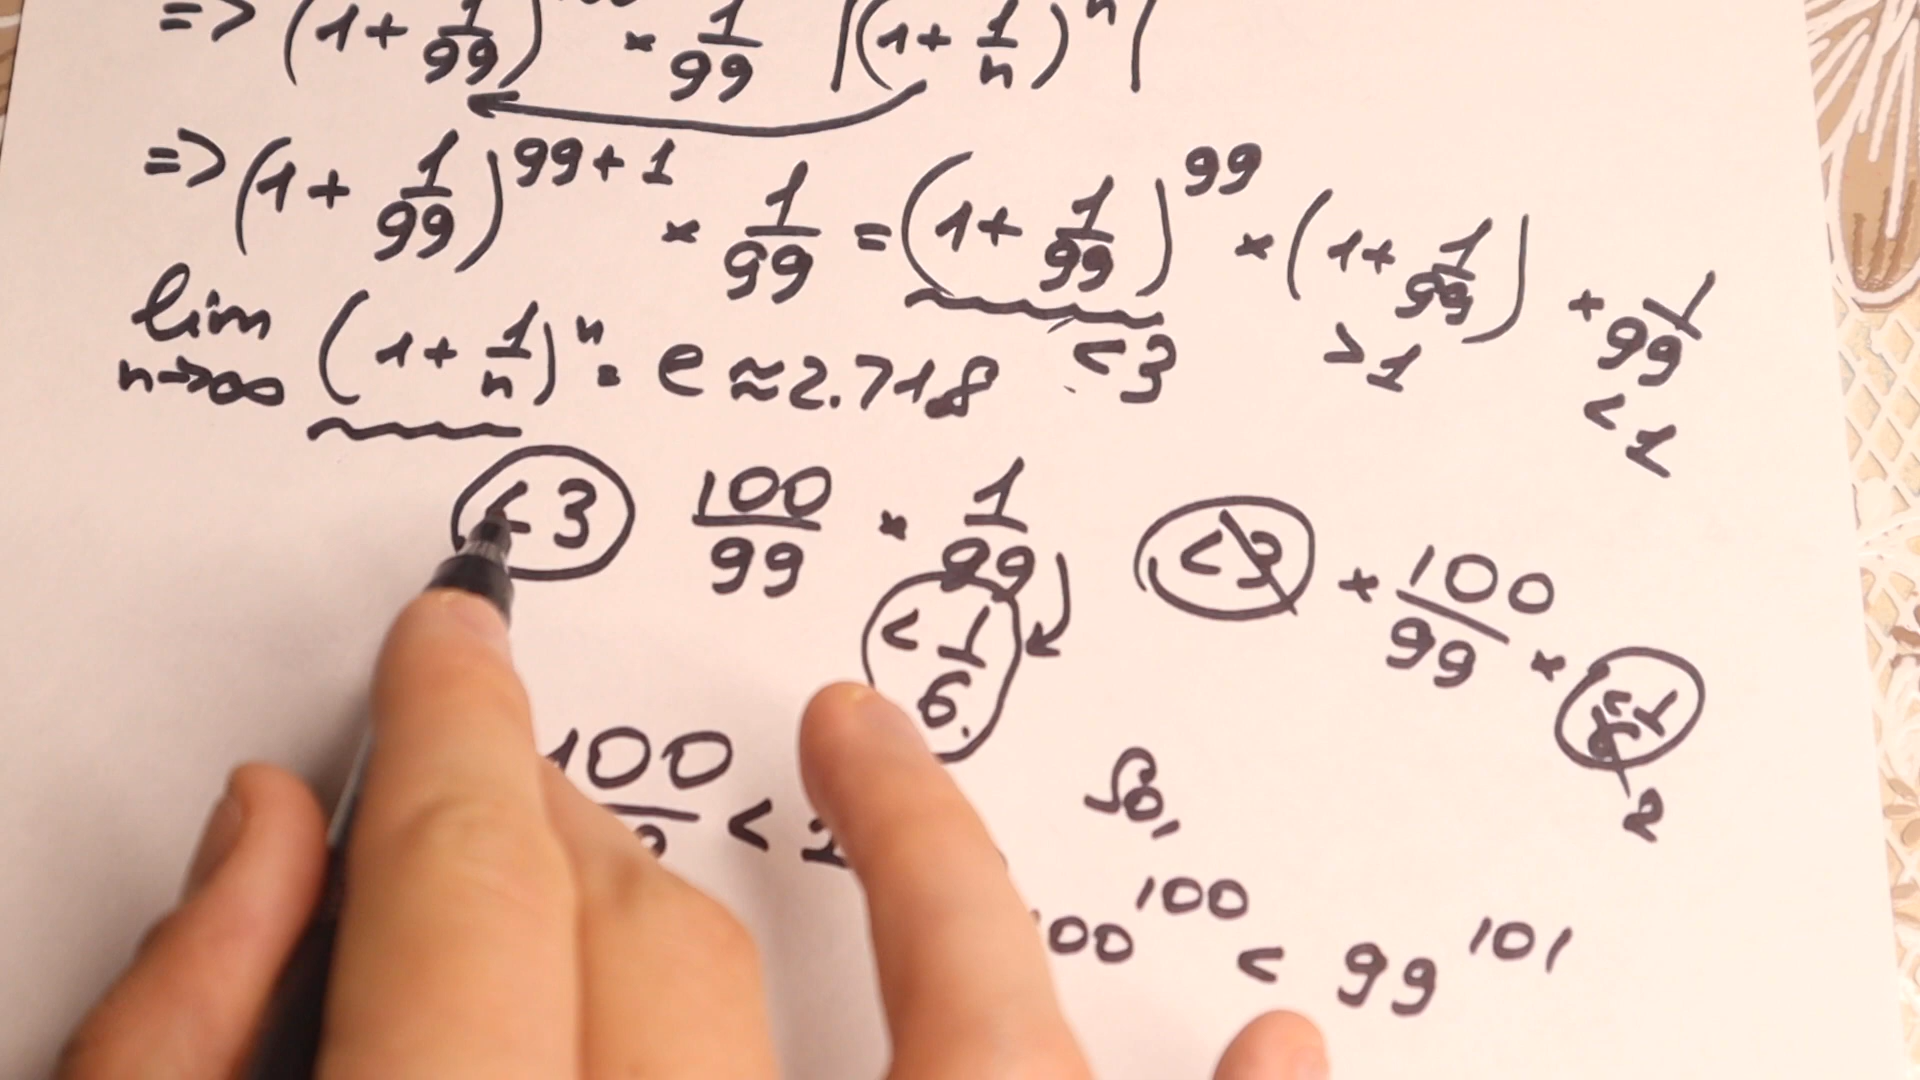 => (1 + 1/99) × 1/99 |(1 + 1/n)^n|
=> (1 + 1/99)^99+1 × 1/99 = (1 + 1/99)^99 × (1 + 1/99) × 1/99
<3 >1 <1
lim n→∞ (1 + 1/n)^n = e ≈ 2.718
<3 100/99 × 1/99 <3 × 100/99 × <1/6
<1/6 2
100 <
So,
100^100 < 99^101